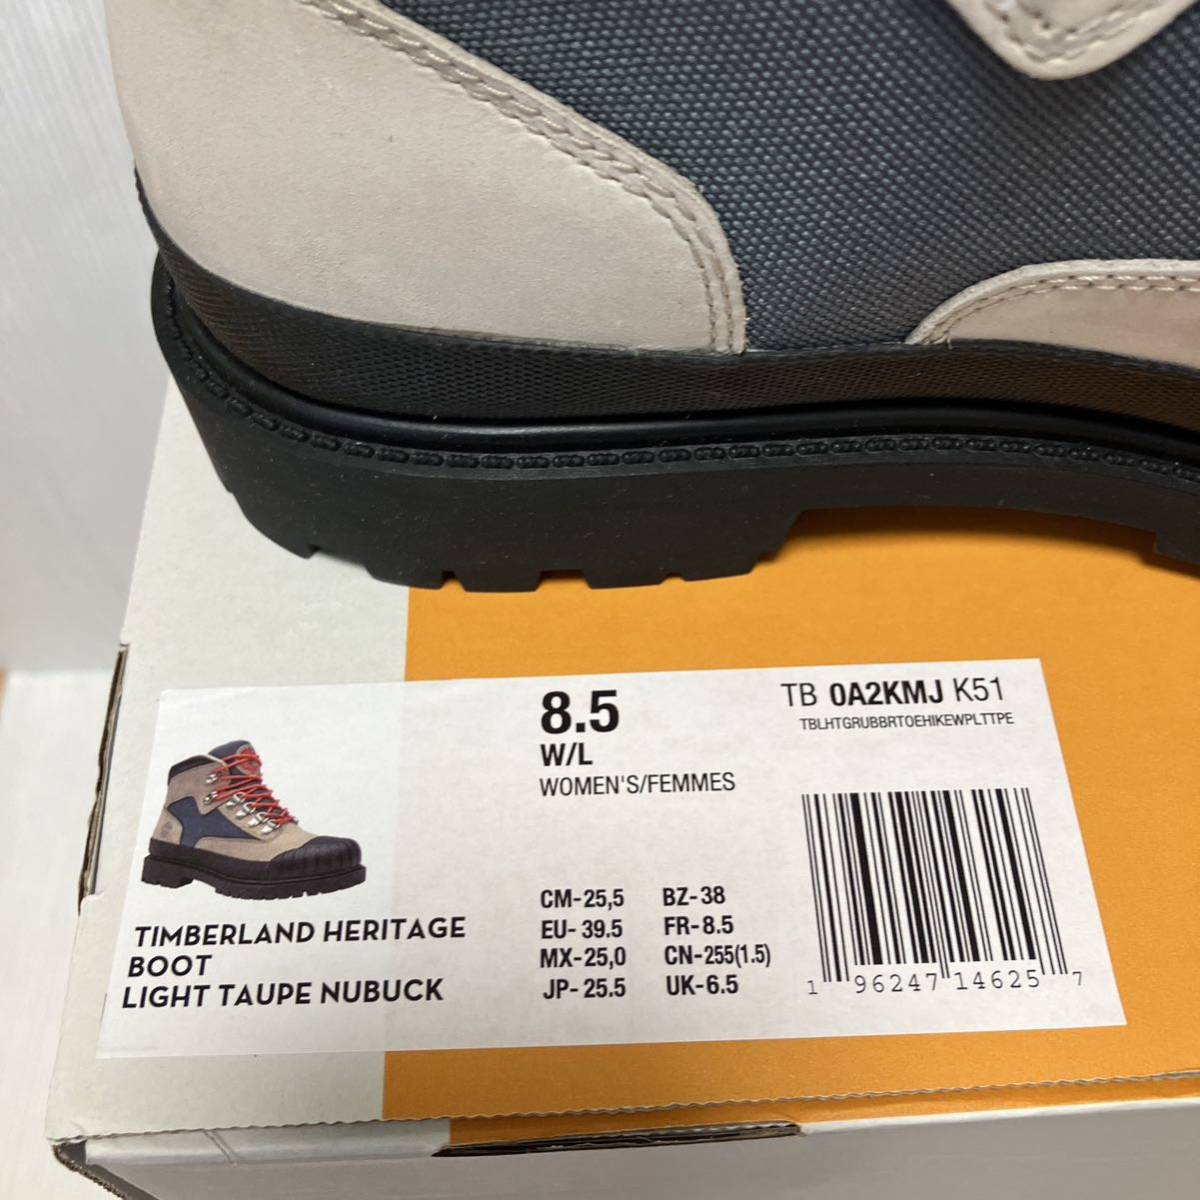 8.5
W/L
WOMEN'S/FEMMES
TB 0A2KMJ K51
TBLHTGRUBBRTOEHIKEWPLTTPE
TIMBERLAND HERITAGE
BOOT
LIGHT TAUPE NUBUCK
CM-25,5 BZ-38
EU- 39.5 FR-8.5
MX-25,0 CN-255(1.5)
JP- 25.5 UK-6.5
1 96247 14625 7